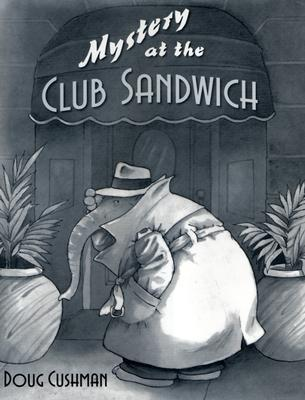 Mystery
at the
CLUB SANDWICH
DOUG CUSHMAN